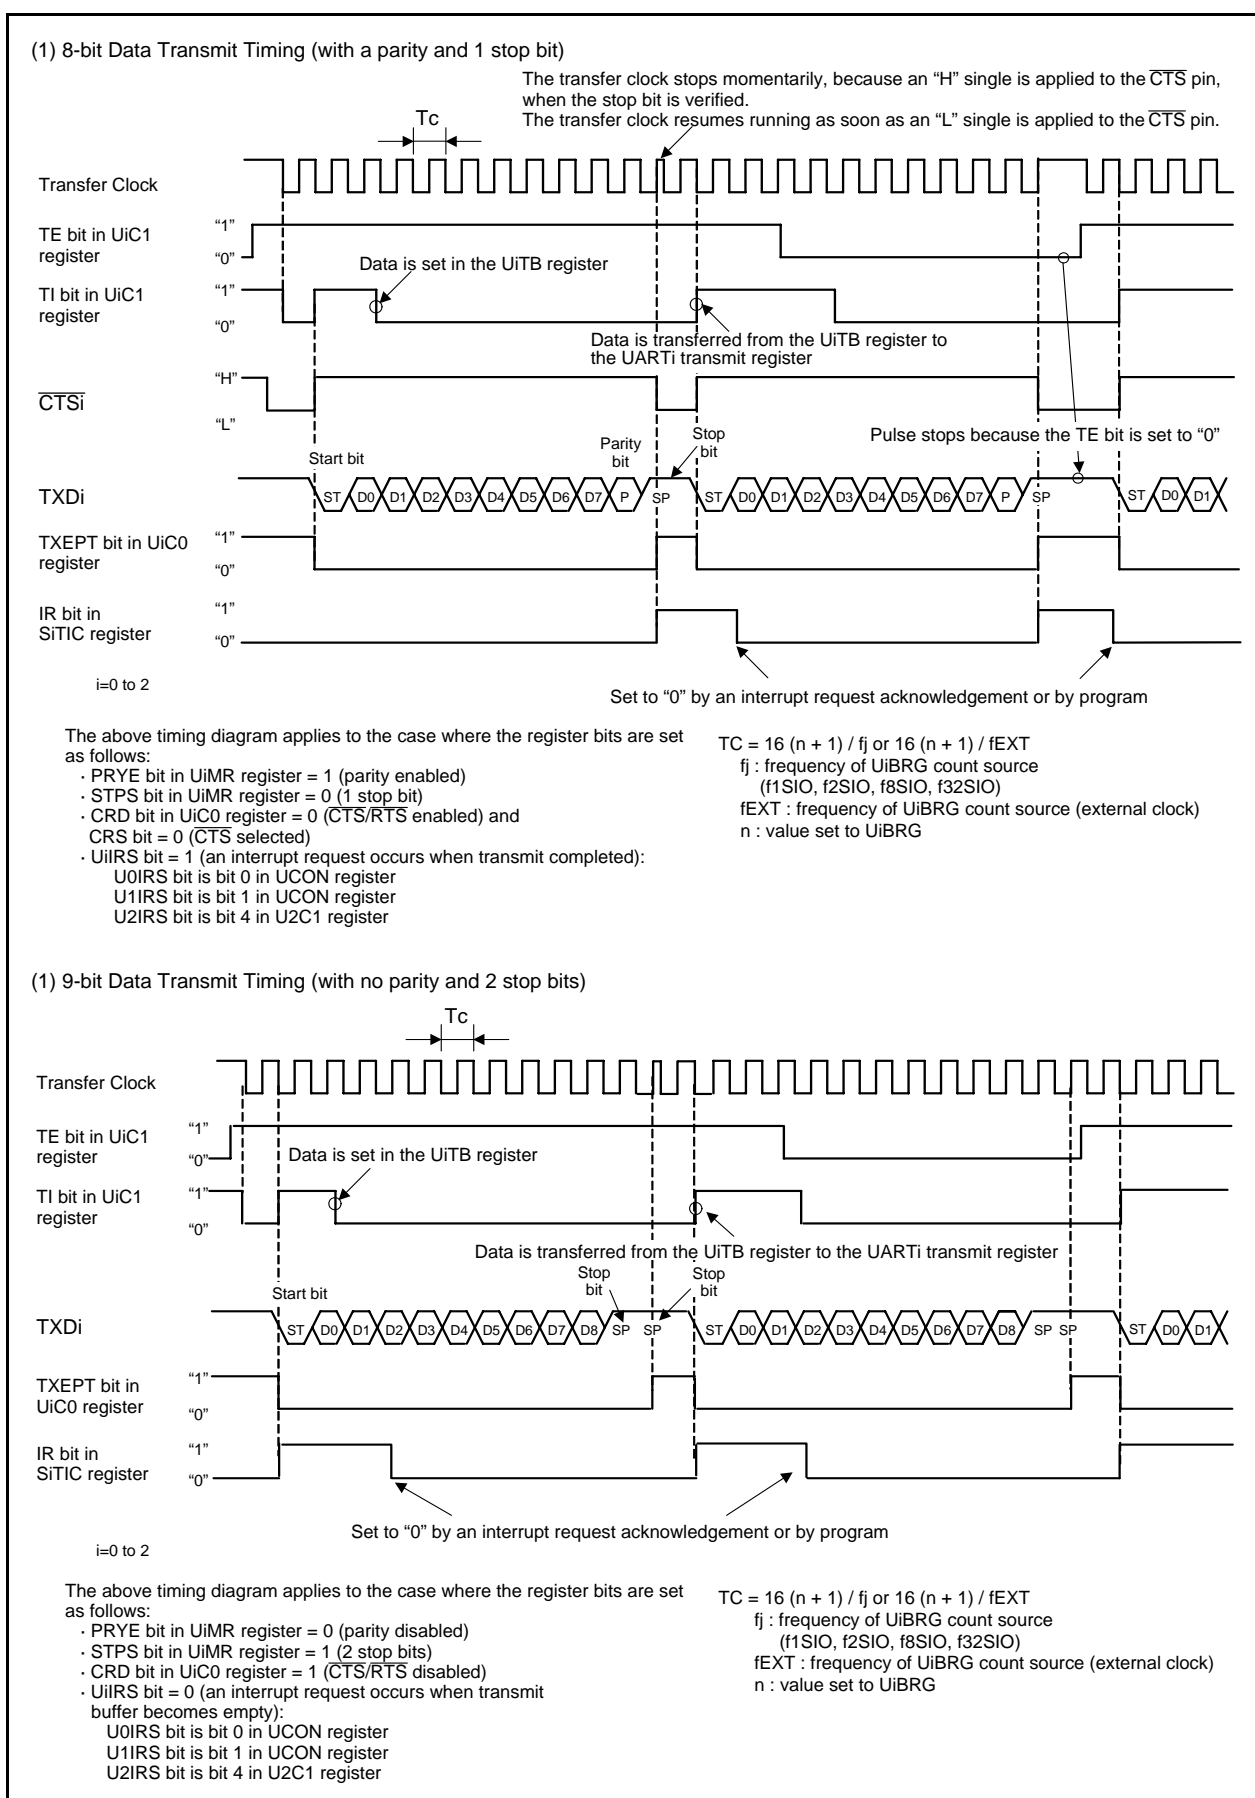 (1) 8-bit Data Transmit Timing (with a parity and 1 stop bit)
The transfer clock stops momentarily, because an “H” single is applied to the CTS pin,
when the stop bit is verified.
The transfer clock resumes running as soon as an “L” single is applied to the CTS pin.
Tc
Transfer Clock
TE bit in UiC1
register
“1”
“0”
Data is set in the UiTB register
TI bit in UiC1
register
“1”
“0”
Data is transferred from the UiTB register to
the UARTi transmit register
CTSi
“H”
“L”
Start bit
Parity
bit
Stop
bit
Pulse stops because the TE bit is set to “0”
TXDi
ST D0 D1 D2 D3 D4 D5 D6 D7 P SP ST D0 D1 D2 D3 D4 D5 D6 D7 P SP ST D0 D1
TXEPT bit in UiC0
register
“1”
“0”
IR bit in
SiTIC register
“1”
“0”
i=0 to 2
Set to “0” by an interrupt request acknowledgement or by program
The above timing diagram applies to the case where the register bits are set
as follows:
· PRYE bit in UiMR register = 1 (parity enabled)
· STPS bit in UiMR register = 0 (1 stop bit)
· CRD bit in UiC0 register = 0 (CTS/RTS enabled) and
CRS bit = 0 (CTS selected)
· UiIRS bit = 1 (an interrupt request occurs when transmit completed):
U0IRS bit is bit 0 in UCON register
U1IRS bit is bit 1 in UCON register
U2IRS bit is bit 4 in U2C1 register
TC = 16 (n + 1) / fj or 16 (n + 1) / fEXT
fj : frequency of UiBRG count source
(f1SIO, f2SIO, f8SIO, f32SIO)
fEXT : frequency of UiBRG count source (external clock)
n : value set to UiBRG
(1) 9-bit Data Transmit Timing (with no parity and 2 stop bits)
Tc
Transfer Clock
TE bit in UiC1
register
“1”
“0”
Data is set in the UiTB register
TI bit in UiC1
register
“1”
“0”
Data is transferred from the UiTB register to the UARTi transmit register
Start bit
Stop
bit
Stop
bit
TXDi
ST D0 D1 D2 D3 D4 D5 D6 D7 D8 SP SP ST D0 D1 D2 D3 D4 D5 D6 D7 D8 SP SP ST D0 D1
TXEPT bit in
UiC0 register
“1”
“0”
IR bit in
SiTIC register
“1”
“0”
Set to “0” by an interrupt request acknowledgement or by program
i=0 to 2
The above timing diagram applies to the case where the register bits are set
as follows:
· PRYE bit in UiMR register = 0 (parity disabled)
· STPS bit in UiMR register = 1 (2 stop bits)
· CRD bit in UiC0 register = 1 (CTS/RTS disabled)
· UiIRS bit = 0 (an interrupt request occurs when transmit
buffer becomes empty):
U0IRS bit is bit 0 in UCON register
U1IRS bit is bit 1 in UCON register
U2IRS bit is bit 4 in U2C1 register
TC = 16 (n + 1) / fj or 16 (n + 1) / fEXT
fj : frequency of UiBRG count source
(f1SIO, f2SIO, f8SIO, f32SIO)
fEXT : frequency of UiBRG count source (external clock)
n : value set to UiBRG